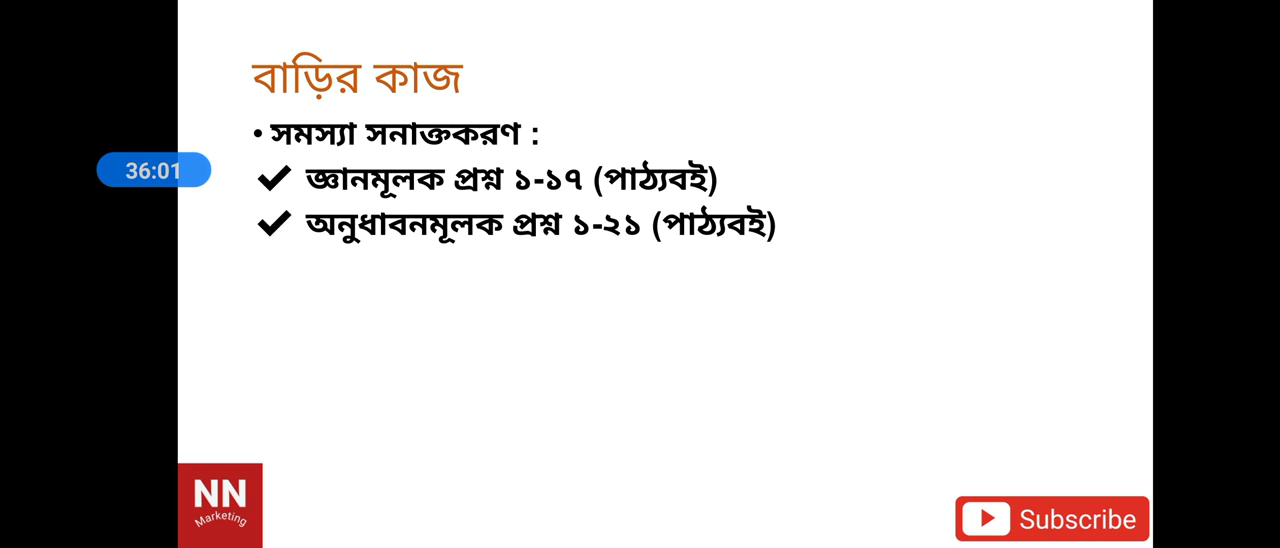 বাড়ির কাজ
• সমস্যা সনাক্তকরণ :
36:01
✔ জ্ঞানমূলক প্রশ্ন ১-১৭ (পাঠ্যবই)
✔ অনুধাবনমূলক প্রশ্ন ১-২১ (পাঠ্যবই)
NN
Marketing
Subscribe